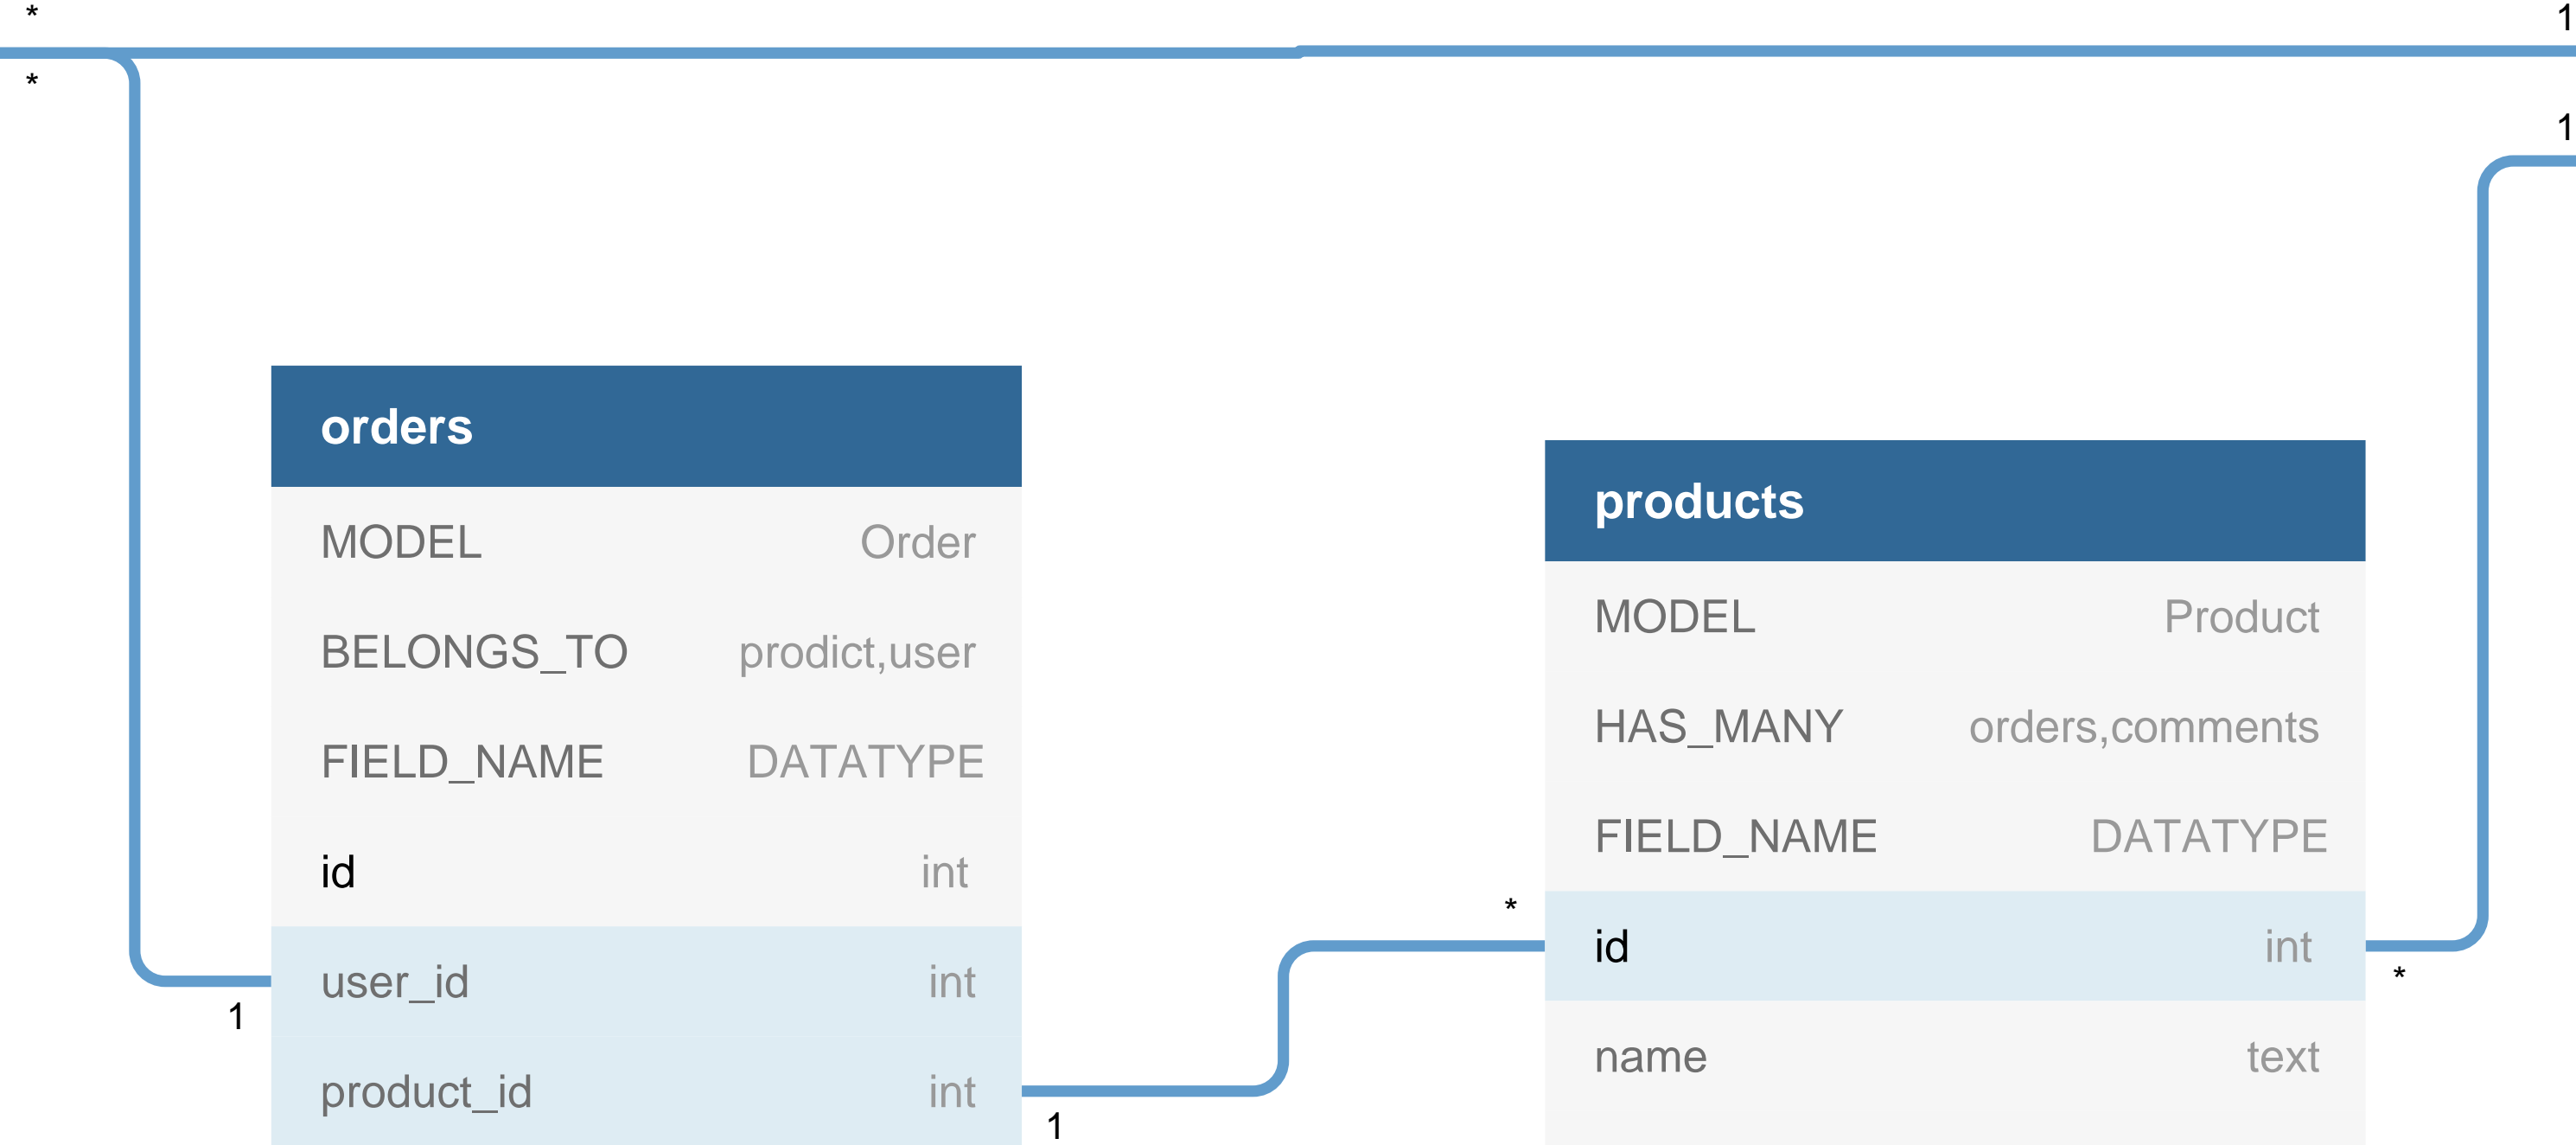 *
1
*
1
orders
MODEL Order
BELONGS_TO prodict,user
FIELD_NAME DATATYPE
id int
user_id int
1
product_id int
1
products
MODEL Product
HAS_MANY orders,comments
FIELD_NAME DATATYPE
*
id int
*
name text